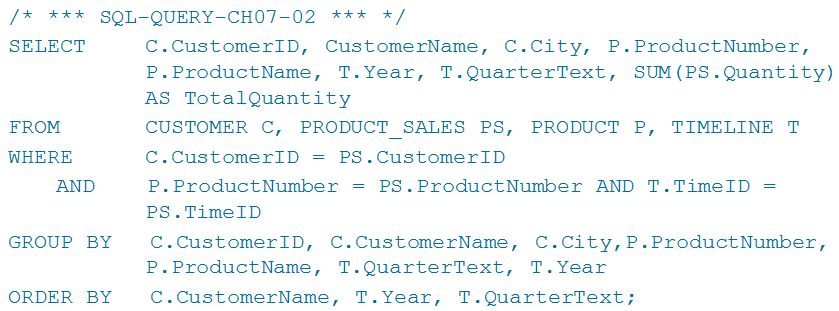 /* *** SQL-QUERY-CH07-02 *** */
SELECT C.CustomerID, CustomerName, C.City, P.ProductNumber,
P.ProductName, T.Year, T.QuarterText, SUM(PS.Quantity)
AS TotalQuantity
FROM CUSTOMER C, PRODUCT_SALES PS, PRODUCT P, TIMELINE T
WHERE C.CustomerID = PS.CustomerID
AND P.ProductNumber = PS.ProductNumber AND T.TimeID =
PS.TimeID
GROUP BY C.CustomerID, C.CustomerName, C.City,P.ProductNumber,
P.ProductName, T.QuarterText, T.Year
ORDER BY C.CustomerName, T.Year, T.QuarterText;